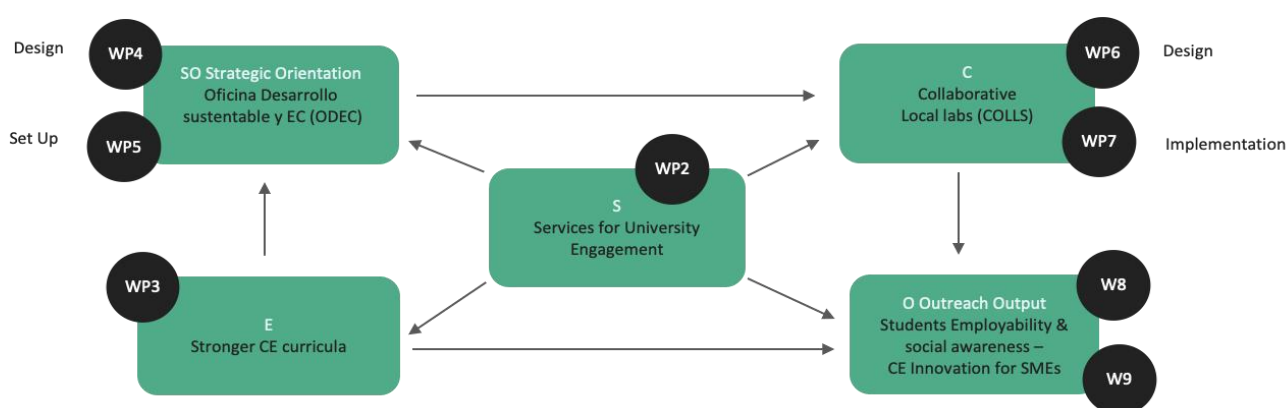 Design
WP4
SO Strategic Orientation
Oficina Desarrollo
sustentable y EC (ODEC)
Set Up
WP5
C
Collaborative
Local labs (COLLS)
WP6
Design
WP7
Implementation
WP2
S
Services for University
Engagement
WP3
E
Stronger CE curricula
O Outreach Output
Students Employability &
social awareness –
CE Innovation for SMEs
W8
W9